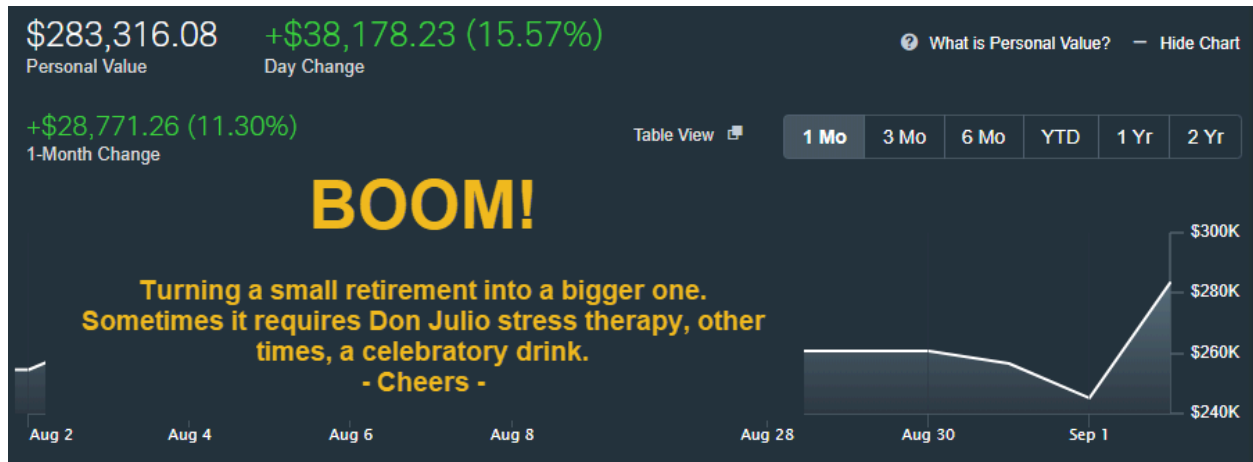 $283,316.08 +$38,178.23 (15.57%)
What is Personal Value? — Hide Chart
Personal Value Day Change
+$28,771.26 (11.30%)
1-Month Change
Table View 1 Mo 3 Mo 6 Mo YTD 1 Yr 2 Yr
BOOM!
Turning a small retirement into a bigger one.
Sometimes it requires Don Julio stress therapy, other
times, a celebratory drink.
- Cheers -
$300K
$280K
$260K
$240K
Aug 2 Aug 4 Aug 6 Aug 8 Aug 28 Aug 30 Sep 1